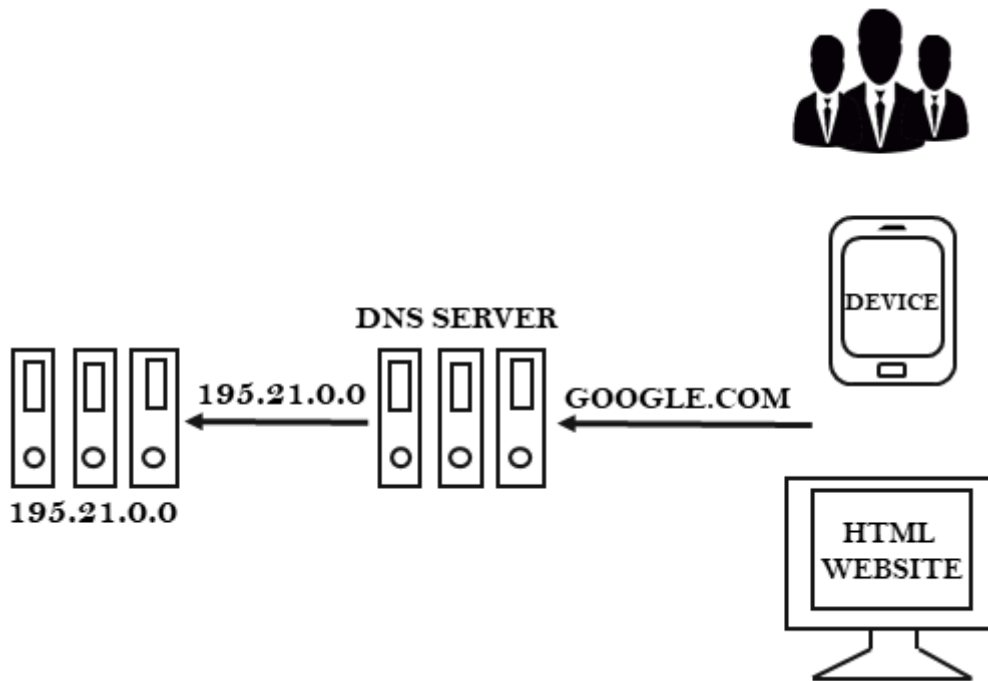 DEVICE
DNS SERVER
195.21.0.0
GOOGLE.COM
195.21.0.0
HTML
WEBSITE